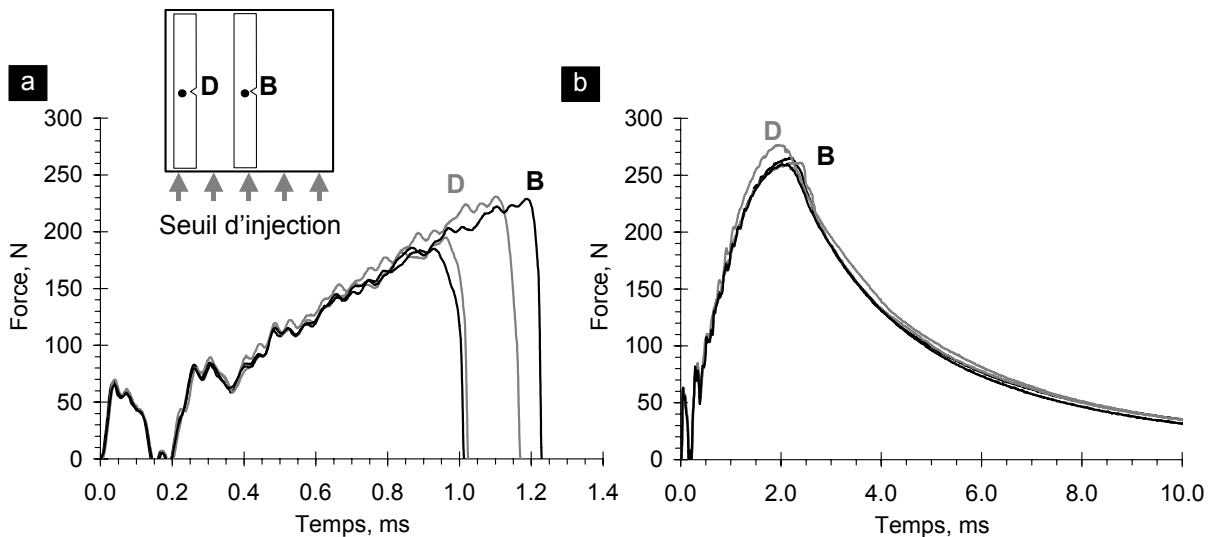 a
D B
Seuil d'injection
D B
Force, N
300
250
200
150
100
50
0
0.0 0.2 0.4 0.6 0.8 1.0 1.2 1.4
Temps, ms
b
D
B
Force, N
300
250
200
150
100
50
0
0.0 2.0 4.0 6.0 8.0 10.0
Temps, ms